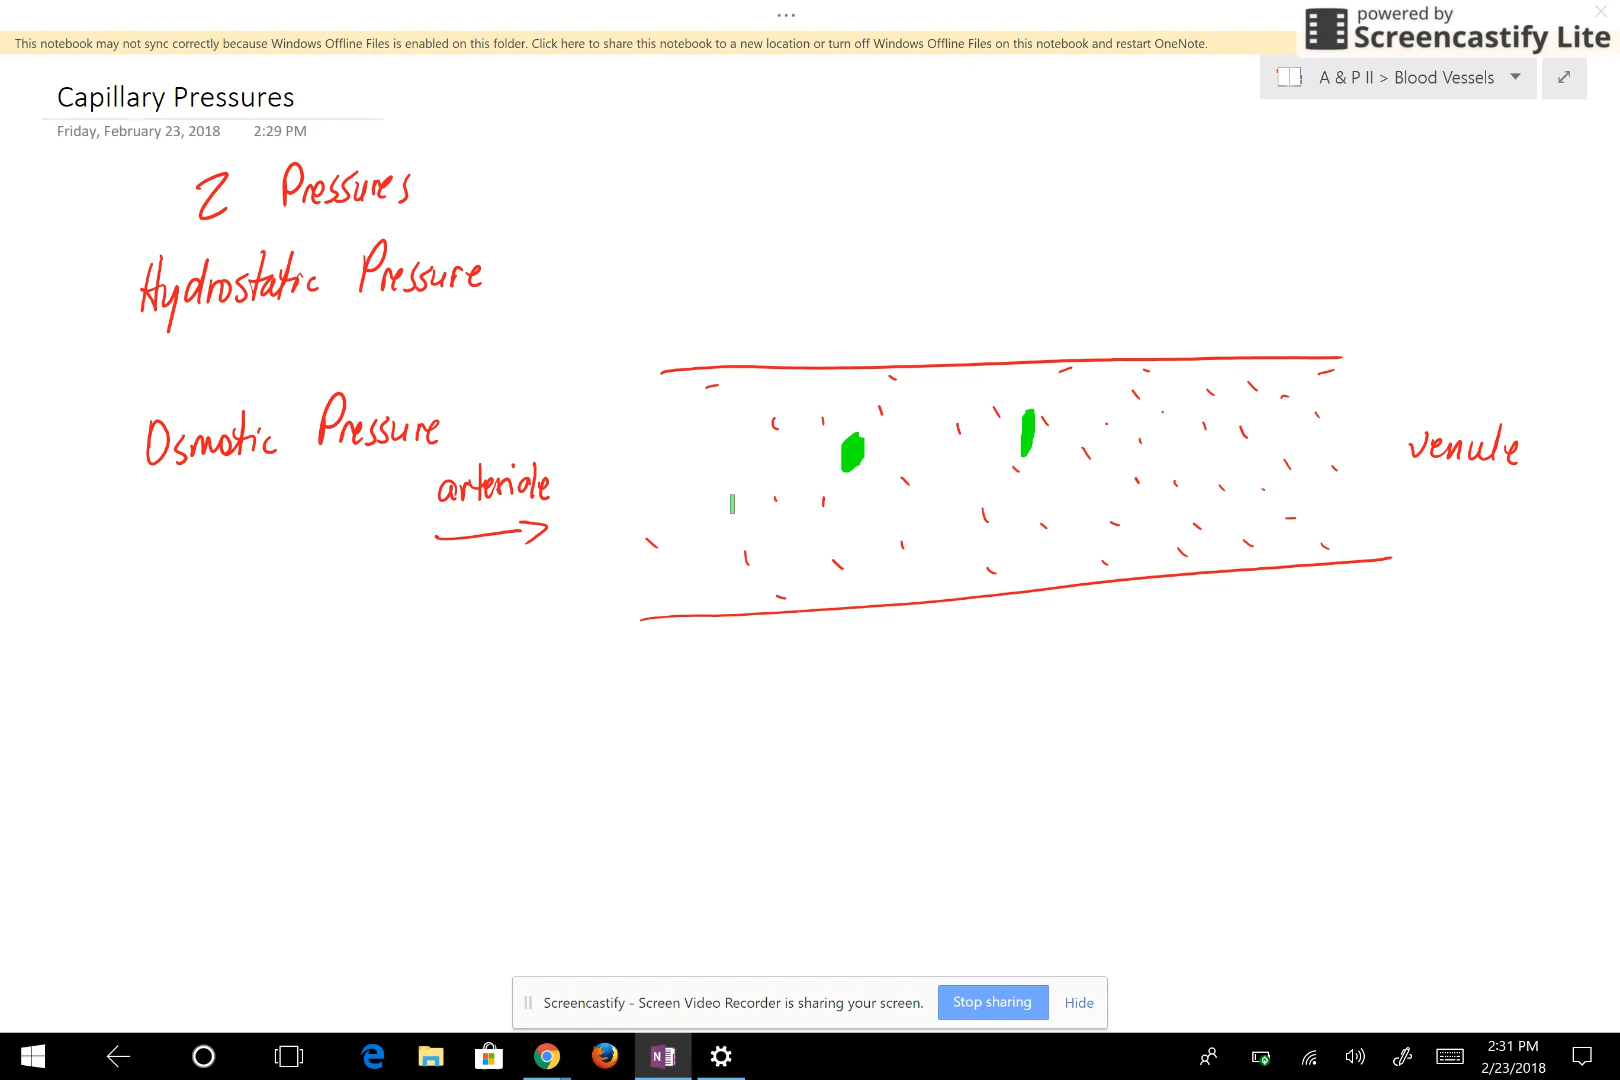 powered by
Screencastify Lite
This notebook may not sync correctly because Windows Offline Files is enabled on this folder. Click here to share this notebook to a new location or turn off Windows Offline Files on this notebook and restart OneNote.
A & P II > Blood Vessels
Capillary Pressures
Friday, February 23, 2018 2:29 PM
2 Pressures
Hydrostatic Pressure
Osmotic Pressure
arteriole
venule
Screencastify - Screen Video Recorder is sharing your screen. Stop sharing Hide
2:31 PM
2/23/2018